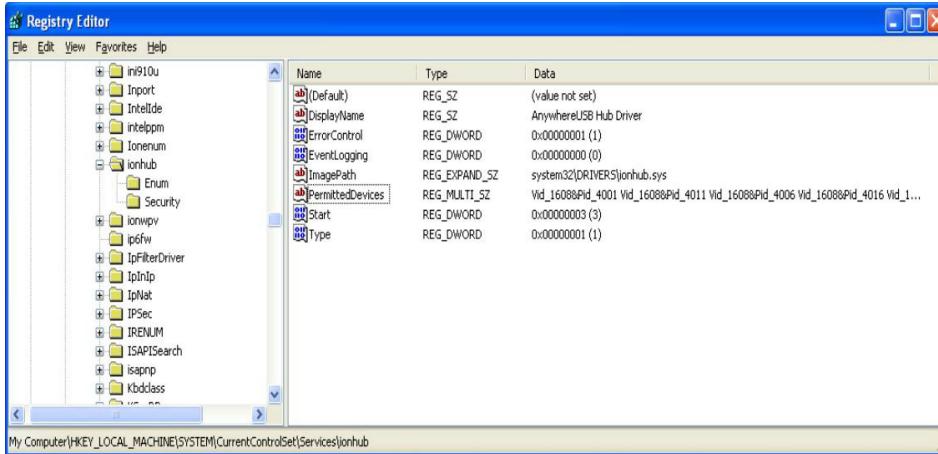 Registry Editor
File Edit View Favorites Help
ini910u
Inport
IntelIde
intelppm
Ionenum
ionhub
Enum
Security
ionwpv
ip6fw
IpFilterDriver
IpInIp
IpNat
IPSec
IRENUM
ISAPISearch
isapnp
Kbdclass
Name Type Data
(Default) REG_SZ (value not set)
DisplayName REG_SZ AnywhereUSB Hub Driver
ErrorControl REG_DWORD 0x00000001 (1)
EventLogging REG_DWORD 0x00000000 (0)
ImagePath REG_EXPAND_SZ system32\DRIVERS\ionhub.sys
PermittedDevices REG_MULTI_SZ Vid_1608&Pid_4001 Vid_1608&Pid_4011 Vid_1608&Pid_4006 Vid_1608&Pid_4016 Vid_1...
Start REG_DWORD 0x00000003 (3)
Type REG_DWORD 0x00000001 (1)
My Computer\HKEY_LOCAL_MACHINE\SYSTEM\CurrentControlSet\Services\ionhub